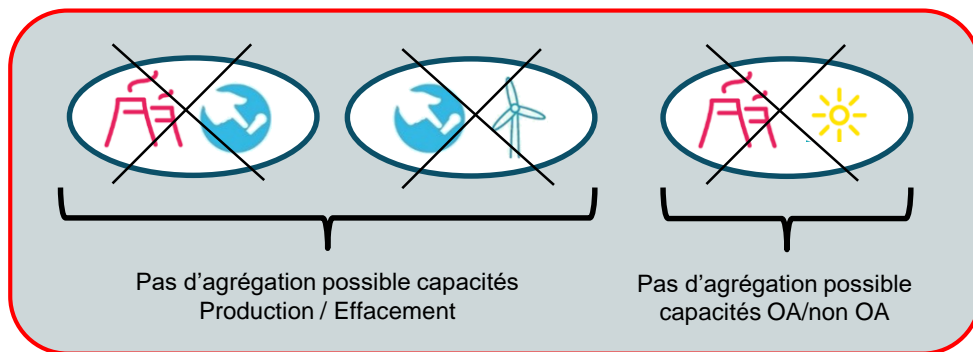 Pas d'agrégation possible capacités
Production / Effacement
Pas d'agrégation possible
capacités OA/non OA